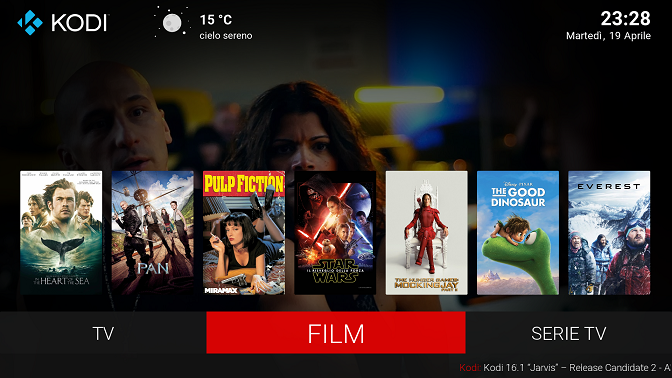 KODI
15 °C
cielo sereno
23:28
Martedì, 19 Aprile
IN THE
HEART OF THE
SEA
PAN
PULP FICTION
MIRAMAX
STAR
IL RISVEGLIO DELLA FORZA
WARS
THE HUNGER GAMES
MOCKINGJAY
PART 2
DISNEY · PIXAR
THE GOOD
DINOSAUR
EVEREST
TV
FILM
SERIE TV
Kodi: Kodi 16.1 "Jarvis" – Release Candidate 2 - A